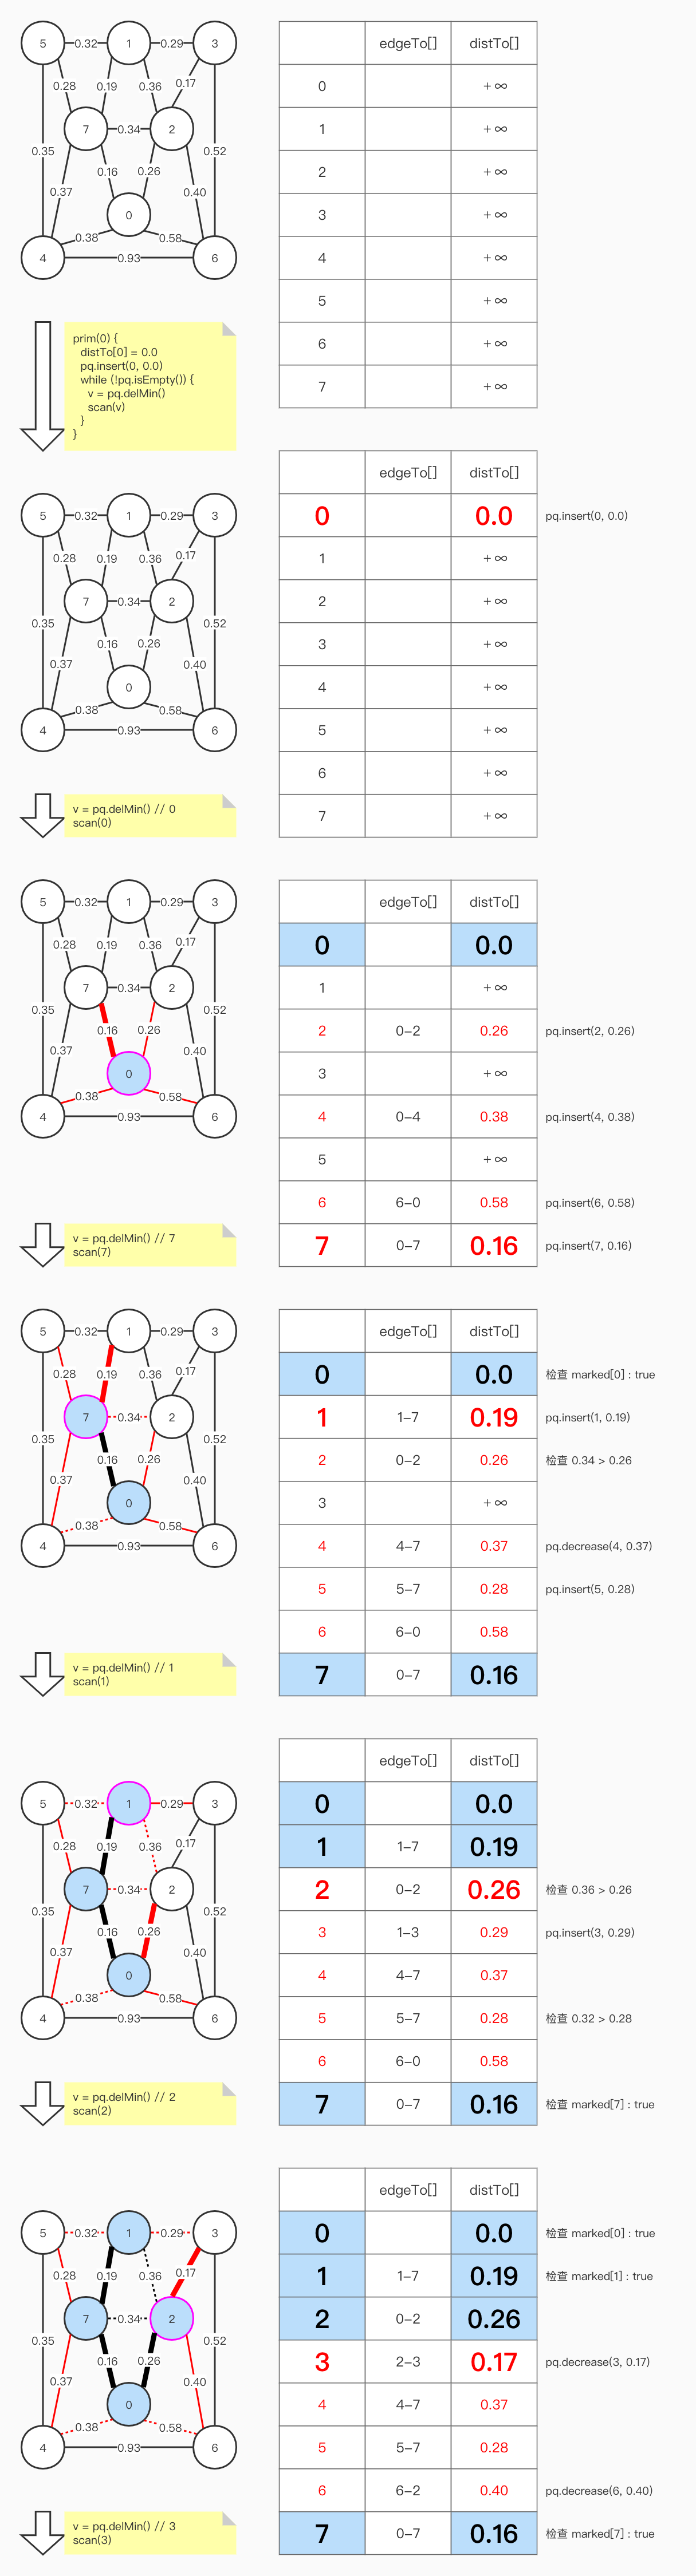 5 0.32 1 0.29 3
0.28 0.19 0.36 0.17
7 0.34 2
0.35 0.52
0.16 0.26
0.37 0.40
0
0.38 0.58
4 0.93 6
edgeTo[] distTo[]
0 +∞
1 +∞
2 +∞
3 +∞
4 +∞
5 +∞
6 +∞
7 +∞
prim(0) {
distTo[0] = 0.0
pq.insert(0, 0.0)
while (!pq.isEmpty()) {
v = pq.delMin()
scan(v)
}
}
5 0.32 1 0.29 3
0.28 0.19 0.36 0.17
7 0.34 2
0.35 0.52
0.16 0.26
0.37 0.40
0
0.38 0.58
4 0.93 6
edgeTo[] distTo[]
0 0.0 pq.insert(0, 0.0)
1 +∞
2 +∞
3 +∞
4 +∞
5 +∞
6 +∞
7 +∞
v = pq.delMin() // 0
scan(0)
5 0.32 1 0.29 3
0.28 0.19 0.36 0.17
7 0.34 2
0.35 0.52
0.16 0.26
0.37 0.40
0
0.38 0.58
4 0.93 6
edgeTo[] distTo[]
0 0.0
1 +∞
2 0–2 0.26 pq.insert(2, 0.26)
3 +∞
4 0–4 0.38 pq.insert(4, 0.38)
5 +∞
6 6–0 0.58 pq.insert(6, 0.58)
7 0–7 0.16 pq.insert(7, 0.16)
v = pq.delMin() // 7
scan(7)
5 0.32 1 0.29 3
0.28 0.19 0.36 0.17
7 0.34 2
0.35 0.52
0.16 0.26
0.37 0.40
0
0.38 0.58
4 0.93 6
edgeTo[] distTo[]
0 0.0 检查 marked[0] : true
1 1–7 0.19 pq.insert(1, 0.19)
2 0–2 0.26 检查 0.34 > 0.26
3 +∞
4 4–7 0.37 pq.decrease(4, 0.37)
5 5–7 0.28 pq.insert(5, 0.28)
6 6–0 0.58
7 0–7 0.16
v = pq.delMin() // 1
scan(1)
5 0.32 1 0.29 3
0.28 0.19 0.36 0.17
7 0.34 2
0.35 0.52
0.16 0.26
0.37 0.40
0
0.38 0.58
4 0.93 6
edgeTo[] distTo[]
0 0.0
1 1–7 0.19
2 0–2 0.26 检查 0.36 > 0.26
3 1–3 0.29 pq.insert(3, 0.29)
4 4–7 0.37
5 5–7 0.28 检查 0.32 > 0.28
6 6–0 0.58
7 0–7 0.16 检查 marked[7] : true
v = pq.delMin() // 2
scan(2)
5 0.32 1 0.29 3
0.28 0.19 0.36 0.17
7 0.34 2
0.35 0.52
0.16 0.26
0.37 0.40
0
0.38 0.58
4 0.93 6
edgeTo[] distTo[]
0 0.0 检查 marked[0] : true
1 1–7 0.19 检查 marked[1] : true
2 0–2 0.26
3 2–3 0.17 pq.decrease(3, 0.17)
4 4–7 0.37
5 5–7 0.28
6 6–2 0.40 pq.decrease(6, 0.40)
7 0–7 0.16 检查 marked[7] : true
v = pq.delMin() // 3
scan(3)